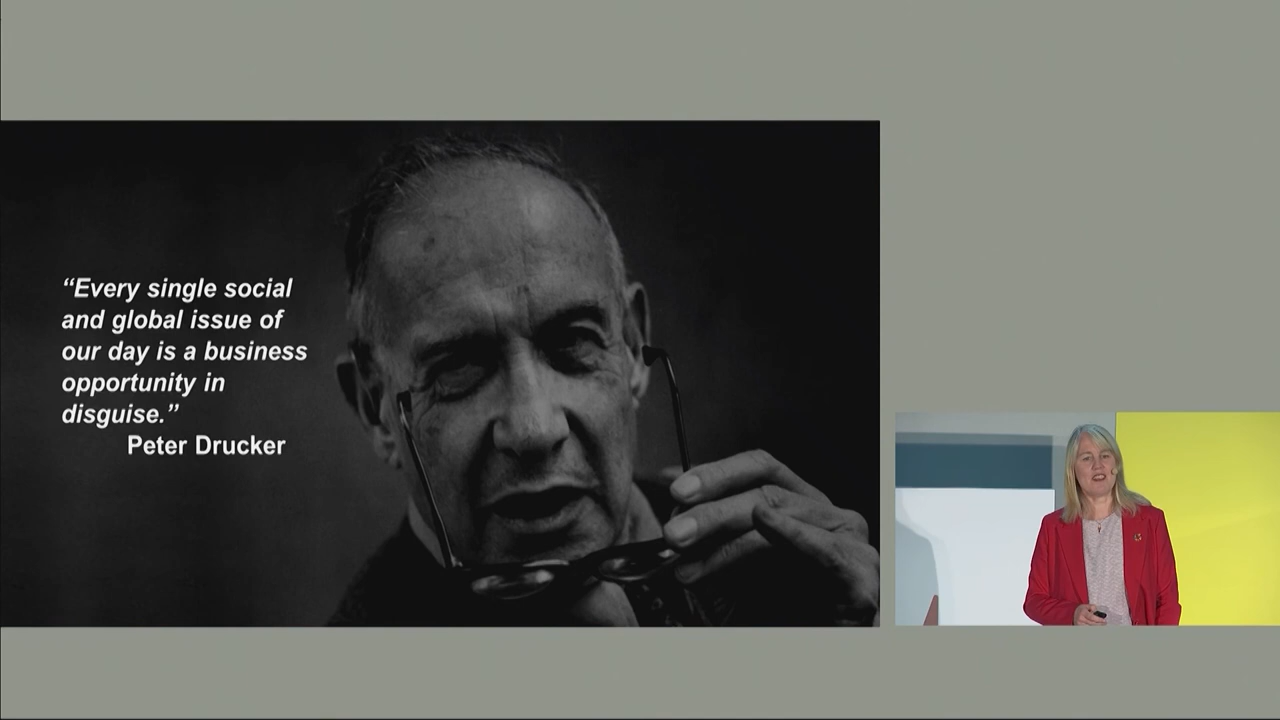 “Every single social
and global issue of
our day is a business
opportunity in
disguise.”
Peter Drucker